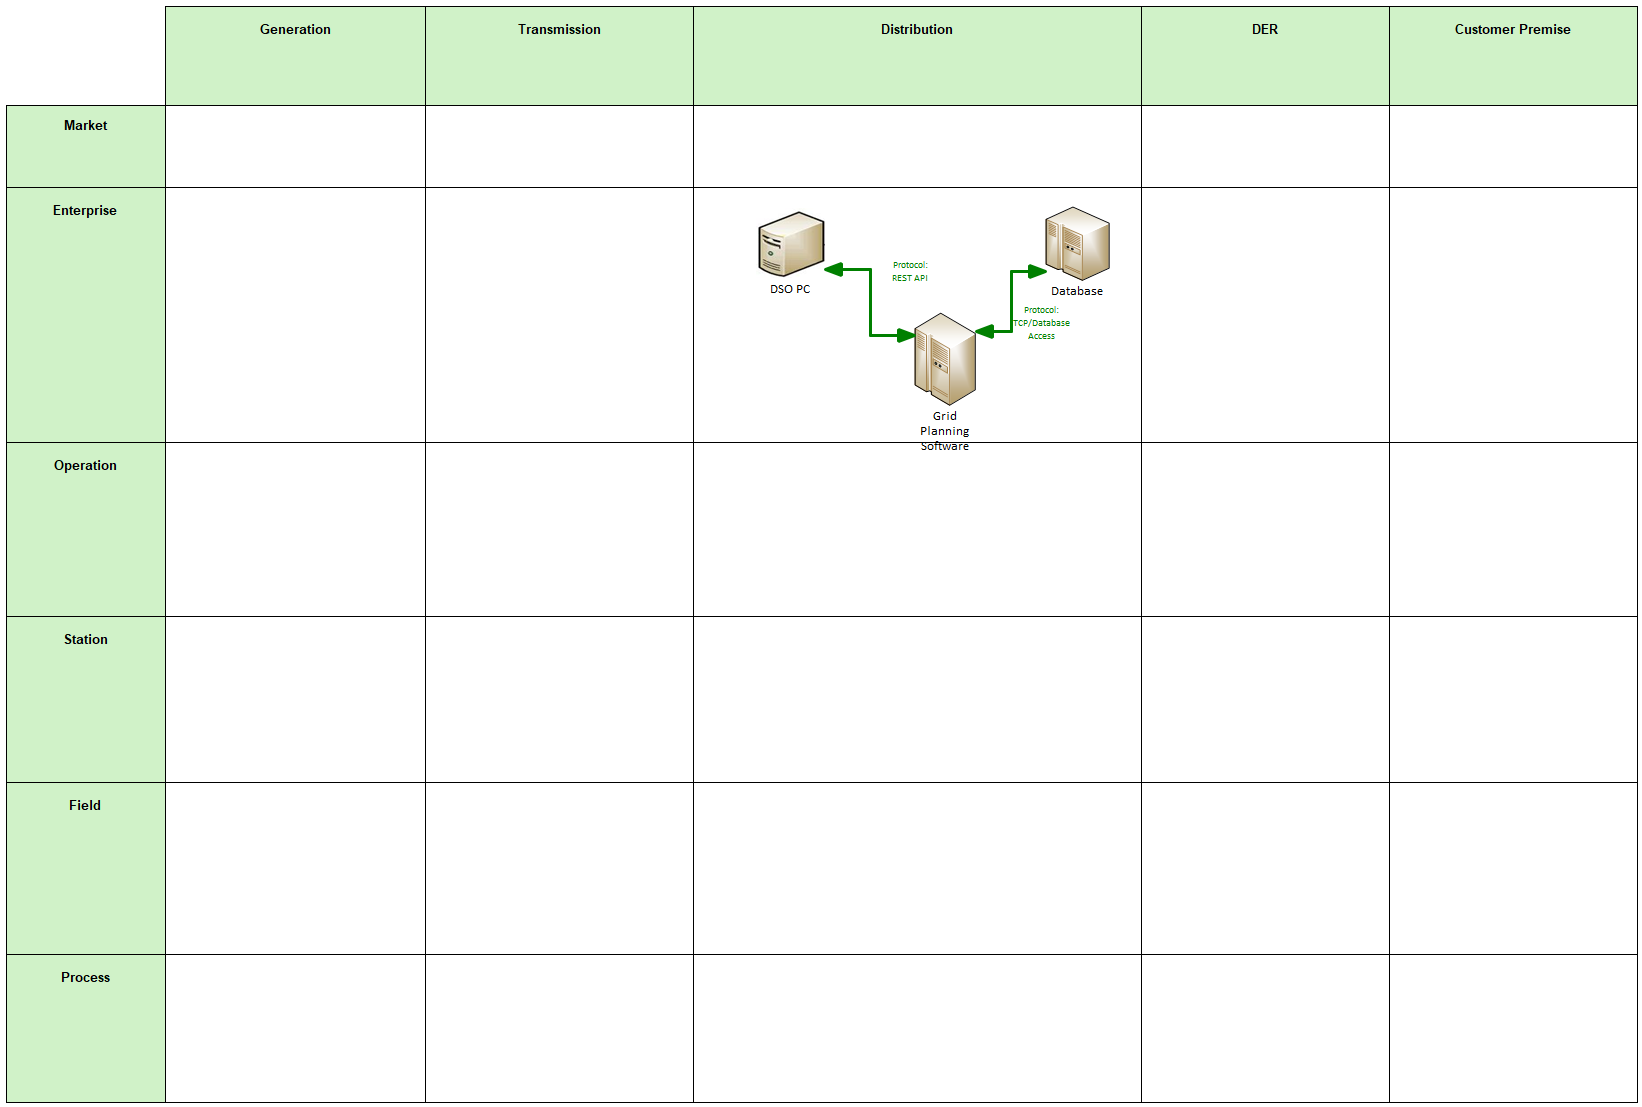 Generation
Transmission
Distribution
DER
Customer Premise
Market
Enterprise
DSO PC
Protocol:
REST API
Database
Protocol:
TCP/Database
Access
Grid
Planning
Software
Operation
Station
Field
Process